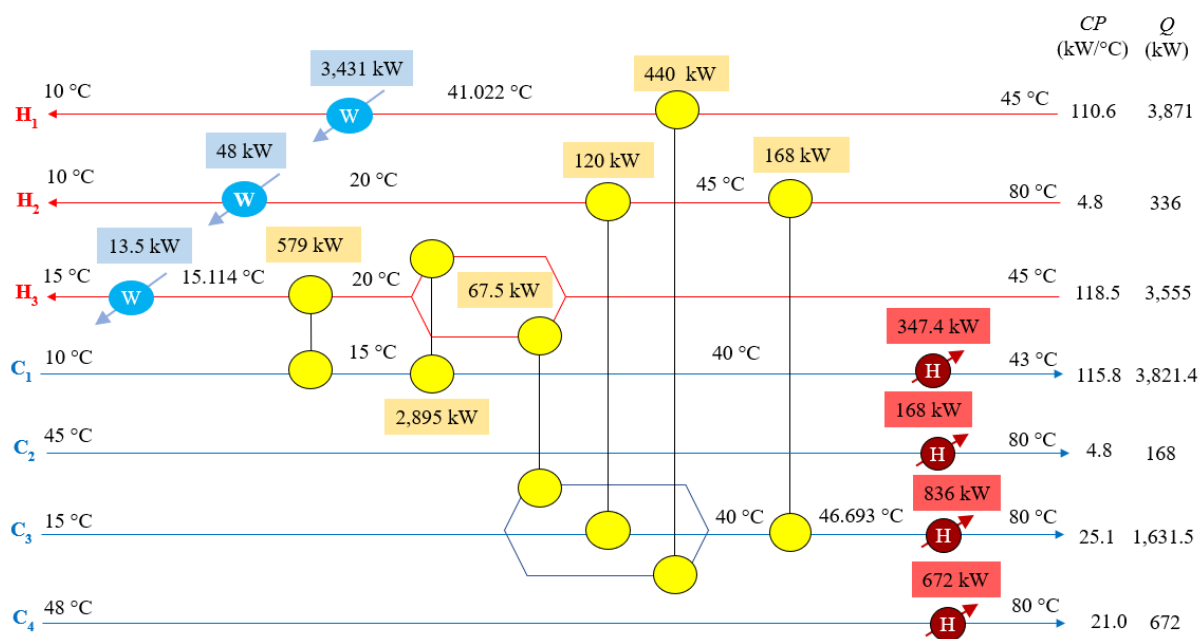 CP Q
(kW/°C) (kW)
3,431 kW
440 kW
10 °C 41.022 °C 45 °C
H1 W 110.6 3,871
48 kW 120 kW 168 kW
10 °C 20 °C 45 °C 80 °C
H2 W 4.8 336
13.5 kW 579 kW
15 °C 15.114 °C 20 °C 67.5 kW 45 °C
H3 W 118.5 3,555
347.4 kW
10 °C 15 °C 40 °C 43 °C
C1 H 115.8 3,821.4
2,895 kW 168 kW
45 °C 80 °C
C2 H 4.8 168
836 kW
15 °C 40 °C 46.693 °C 80 °C
C3 H 25.1 1,631.5
672 kW
48 °C 80 °C
C4 H 21.0 672